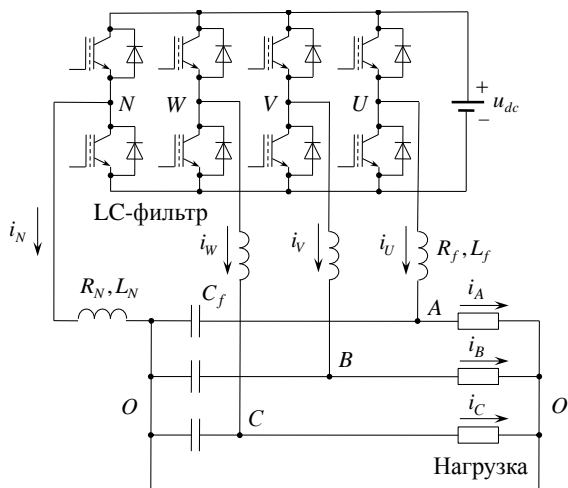 N W V U + u_dc −
LC-фильтр
i_N i_W i_V i_U R_f, L_f
R_N, L_N C_f A i_A
B i_B
O C i_C O
Нагрузка